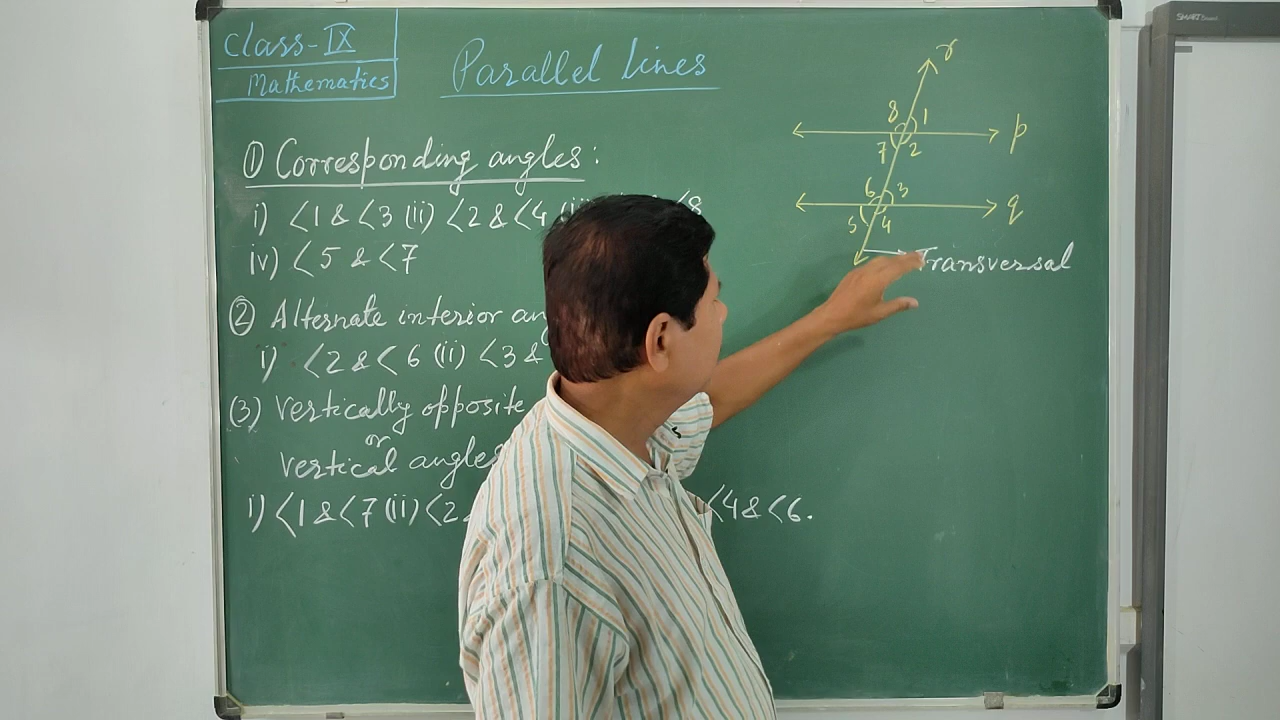 Class-IX
Mathematics
Parallel lines
① Corresponding angles:
i) <1 & <3 (ii) <2 & <4 <8
iv) <5 & <7
② Alternate interior
i) <2 & <6 (ii) <3 &
(3) Vertically opposite
or
vertical angles
i) <1 & <7 (ii) <2 <4 & <6.
r
8 1
p
7 2
6 3
q
5 4
Transversal
SMART